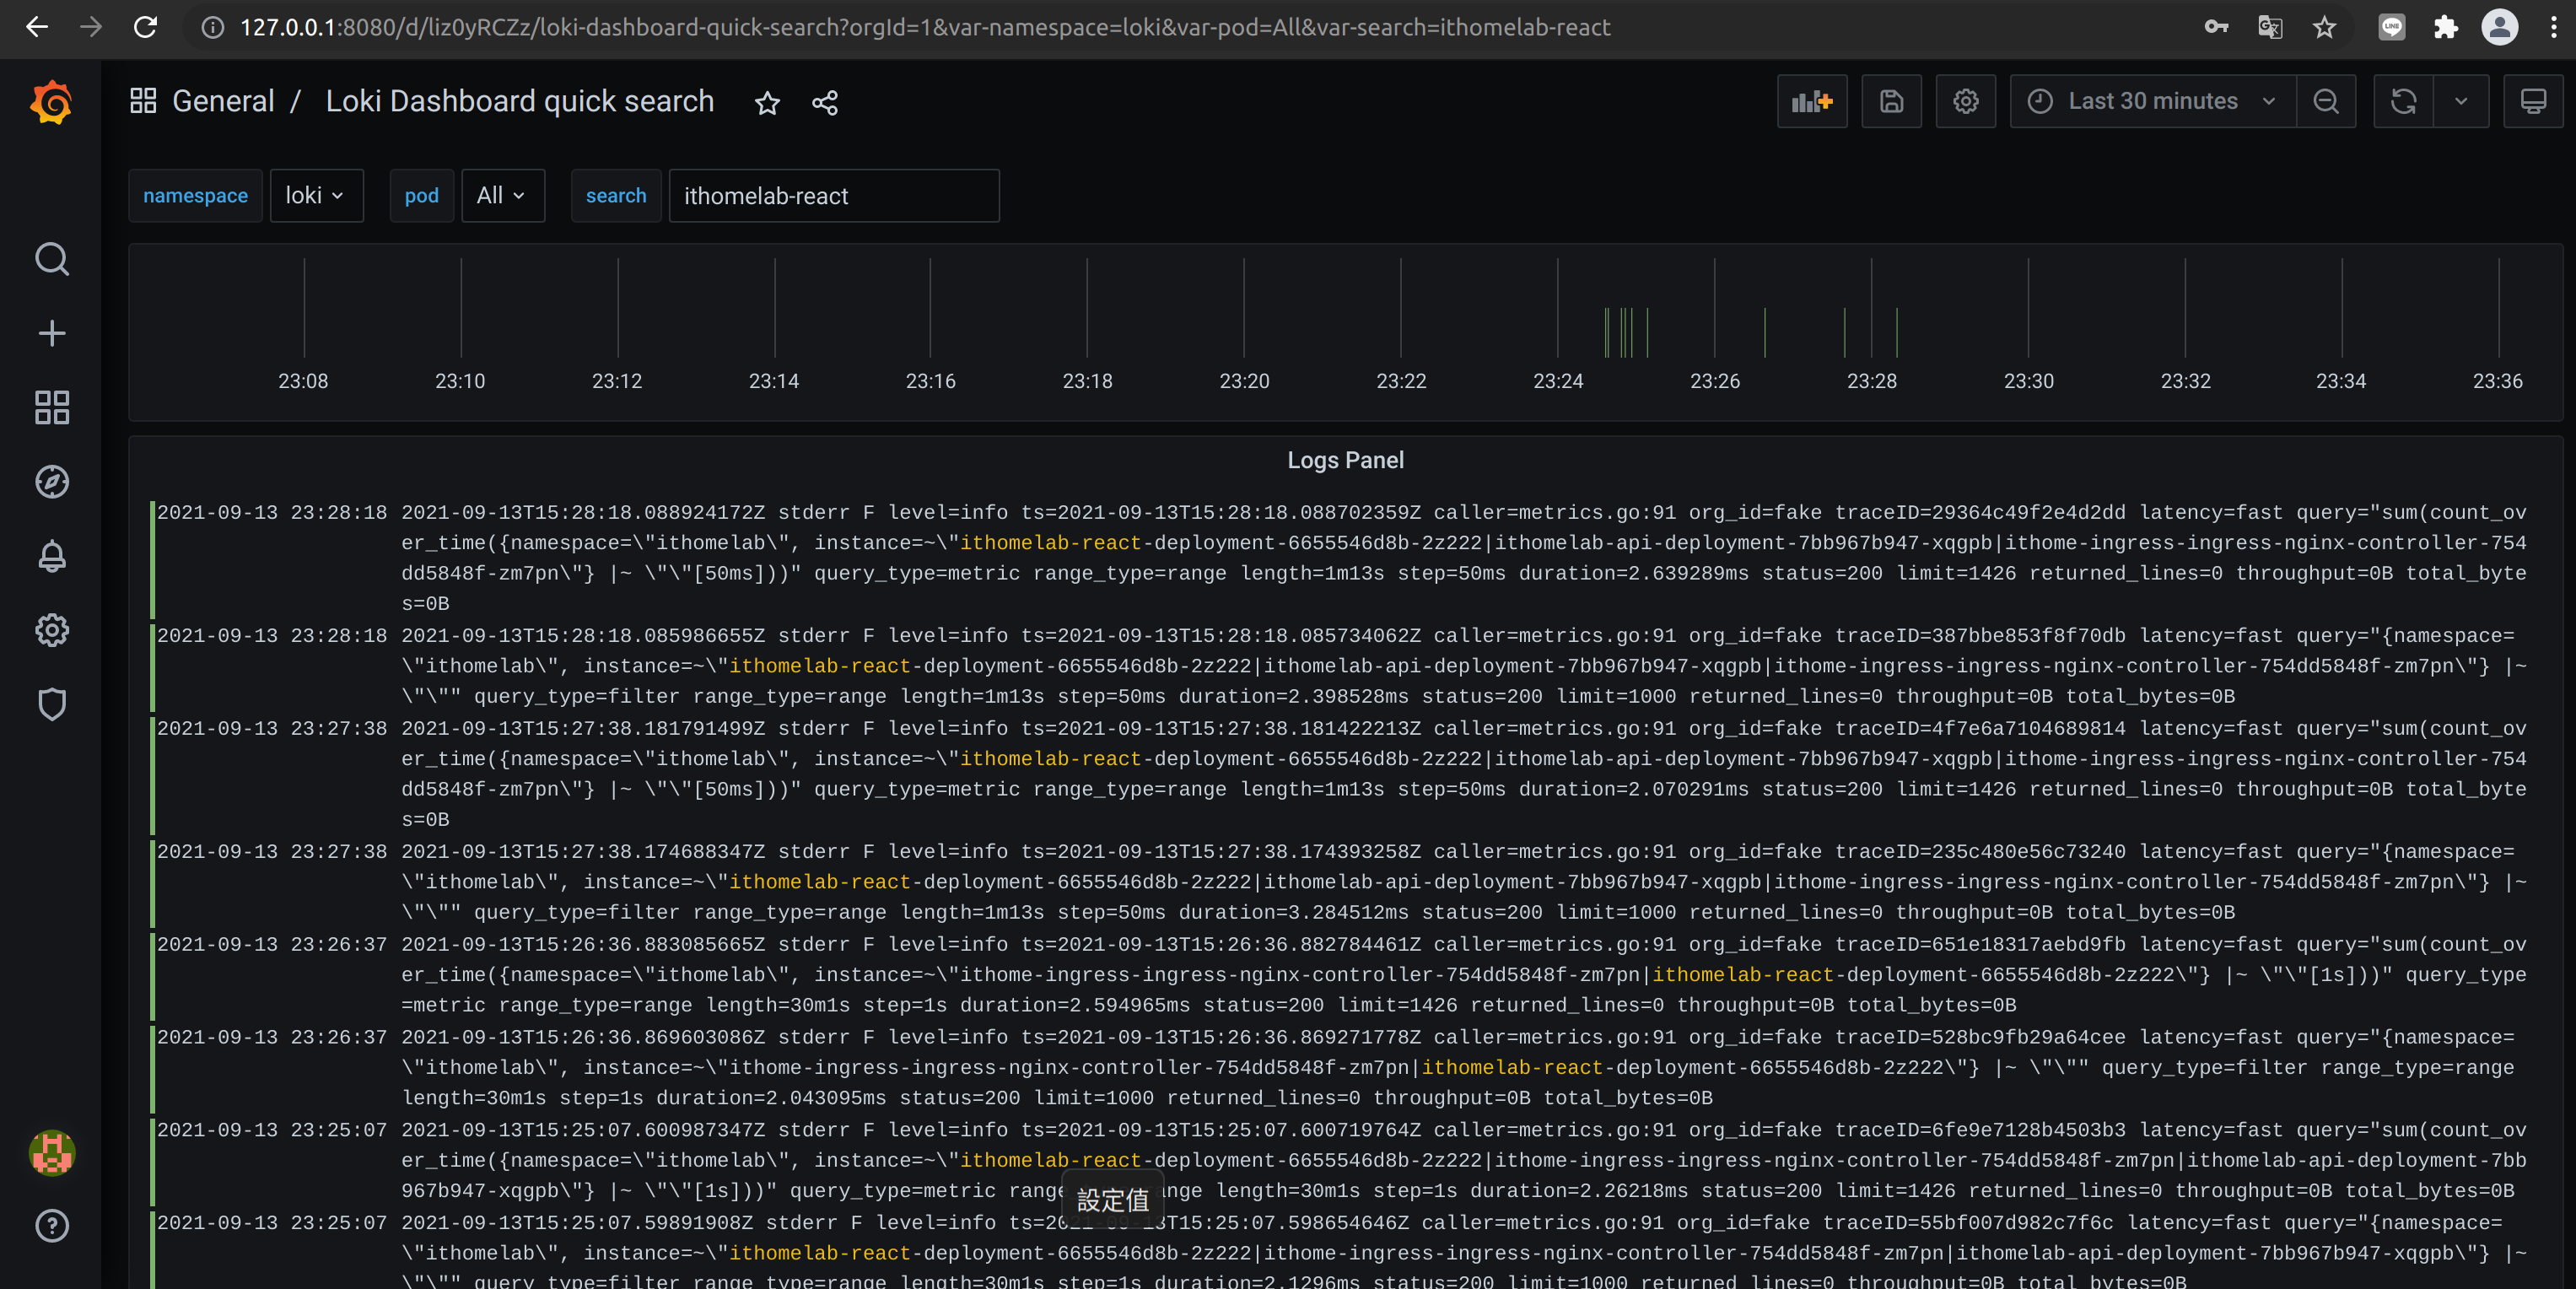 127.0.0.1:8080/d/liz0yRCZz/loki-dashboard-quick-search?orgId=1&var-namespace=loki&var-pod=All&var-search=ithomelab-react
General / Loki Dashboard quick search
Last 30 minutes
namespace loki pod All search ithomelab-react
23:08 23:10 23:12 23:14 23:16 23:18 23:20 23:22 23:24 23:26 23:28 23:30 23:32 23:34 23:36
Logs Panel
2021-09-13 23:28:18 2021-09-13T15:28:18.088924172Z stderr F level=info ts=2021-09-13T15:28:18.088702359Z caller=metrics.go:91 org_id=fake traceID=29364c49f2e4d2dd latency=fast query="sum(count_ov
er_time({namespace=\"ithomelab\", instance=~\"ithomelab-react-deployment-6655546d8b-2z222|ithomelab-api-deployment-7bb967b947-xqgpb|ithome-ingress-ingress-nginx-controller-754
dd5848f-zm7pn\"} |~ \"\"[50ms]))" query_type=metric range_type=range length=1m13s step=50ms duration=2.639289ms status=200 limit=1426 returned_lines=0 throughput=0B total_byte
s=0B
2021-09-13 23:28:18 2021-09-13T15:28:18.085986655Z stderr F level=info ts=2021-09-13T15:28:18.085734062Z caller=metrics.go:91 org_id=fake traceID=387bbe853f8f70db latency=fast query="{namespace=
\"ithomelab\", instance=~\"ithomelab-react-deployment-6655546d8b-2z222|ithomelab-api-deployment-7bb967b947-xqgpb|ithome-ingress-ingress-nginx-controller-754dd5848f-zm7pn\"} |~
\"\"" query_type=filter range_type=range length=1m13s step=50ms duration=2.398528ms status=200 limit=1000 returned_lines=0 throughput=0B total_bytes=0B
2021-09-13 23:27:38 2021-09-13T15:27:38.181791499Z stderr F level=info ts=2021-09-13T15:27:38.181422213Z caller=metrics.go:91 org_id=fake traceID=4f7e6a7104689814 latency=fast query="sum(count_ov
er_time({namespace=\"ithomelab\", instance=~\"ithomelab-react-deployment-6655546d8b-2z222|ithomelab-api-deployment-7bb967b947-xqgpb|ithome-ingress-ingress-nginx-controller-754
dd5848f-zm7pn\"} |~ \"\"[50ms]))" query_type=metric range_type=range length=1m13s step=50ms duration=2.070291ms status=200 limit=1426 returned_lines=0 throughput=0B total_byte
s=0B
2021-09-13 23:27:38 2021-09-13T15:27:38.174688347Z stderr F level=info ts=2021-09-13T15:27:38.174393258Z caller=metrics.go:91 org_id=fake traceID=235c480e56c73240 latency=fast query="{namespace=
\"ithomelab\", instance=~\"ithomelab-react-deployment-6655546d8b-2z222|ithomelab-api-deployment-7bb967b947-xqgpb|ithome-ingress-ingress-nginx-controller-754dd5848f-zm7pn\"} |~
\"\"" query_type=filter range_type=range length=1m13s step=50ms duration=3.284512ms status=200 limit=1000 returned_lines=0 throughput=0B total_bytes=0B
2021-09-13 23:26:37 2021-09-13T15:26:36.883085665Z stderr F level=info ts=2021-09-13T15:26:36.882784461Z caller=metrics.go:91 org_id=fake traceID=651e18317aebd9fb latency=fast query="sum(count_ov
er_time({namespace=\"ithomelab\", instance=~\"ithome-ingress-ingress-nginx-controller-754dd5848f-zm7pn|ithomelab-react-deployment-6655546d8b-2z222\"} |~ \"\"[1s]))" query_type
=metric range_type=range length=30m1s step=1s duration=2.594965ms status=200 limit=1426 returned_lines=0 throughput=0B total_bytes=0B
2021-09-13 23:26:37 2021-09-13T15:26:36.869603086Z stderr F level=info ts=2021-09-13T15:26:36.869271778Z caller=metrics.go:91 org_id=fake traceID=528bc9fb29a64cee latency=fast query="{namespace=
\"ithomelab\", instance=~\"ithome-ingress-ingress-nginx-controller-754dd5848f-zm7pn|ithomelab-react-deployment-6655546d8b-2z222\"} |~ \"\"" query_type=filter range_type=range
length=30m1s step=1s duration=2.043095ms status=200 limit=1000 returned_lines=0 throughput=0B total_bytes=0B
2021-09-13 23:25:07 2021-09-13T15:25:07.600987347Z stderr F level=info ts=2021-09-13T15:25:07.600719764Z caller=metrics.go:91 org_id=fake traceID=6fe9e7128b4503b3 latency=fast query="sum(count_ov
er_time({namespace=\"ithomelab\", instance=~\"ithomelab-react-deployment-6655546d8b-2z222|ithome-ingress-ingress-nginx-controller-754dd5848f-zm7pn|ithomelab-api-deployment-7bb
967b947-xqgpb\"} |~ \"\"[1s]))" query_type=metric range 設定值 ange length=30m1s step=1s duration=2.26218ms status=200 limit=1426 returned_lines=0 throughput=0B total_bytes=0B
2021-09-13 23:25:07 2021-09-13T15:25:07.59891908Z stderr F level=info ts=2021-09-13T15:25:07.598654646Z caller=metrics.go:91 org_id=fake traceID=55bf007d982c7f6c latency=fast query="{namespace=
\"ithomelab\", instance=~\"ithomelab-react-deployment-6655546d8b-2z222|ithome-ingress-ingress-nginx-controller-754dd5848f-zm7pn|ithomelab-api-deployment-7bb967b947-xqgpb\"} |~
\"\"" query_type=filter range_type=range length=30m1s step=1s duration=2.1296ms status=200 limit=1000 returned_lines=0 throughput=0B total_bytes=0B